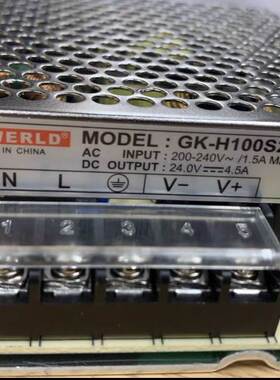 ERLD
MODEL : GK-H100S
IN CHINA
AC INPUT : 200-240V~ /1.5A M
DC OUTPUT : 24.0V⎓4.5A
N L ⏚ V- V+
1 2 3 4 5